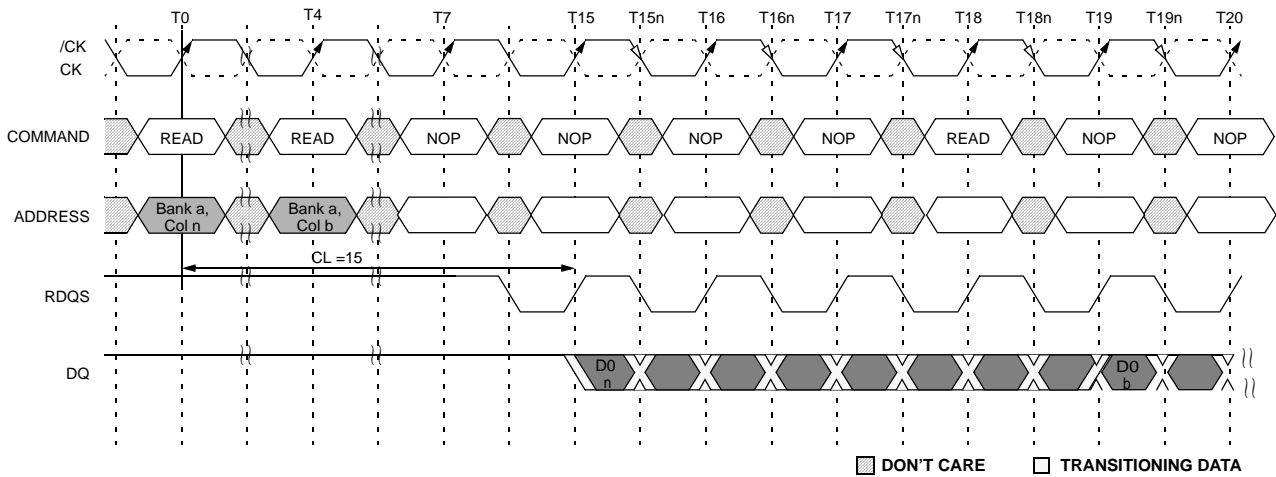 T0 T4 T7 T15 T15n T16 T16n T17 T17n T18 T18n T19 T19n T20
/CK
CK
COMMAND READ READ NOP NOP NOP NOP READ NOP NOP
ADDRESS Bank a, Bank a,
Col n Col b
CL =15
RDQS
DQ D0 D0
n b
DON'T CARE TRANSITIONING DATA